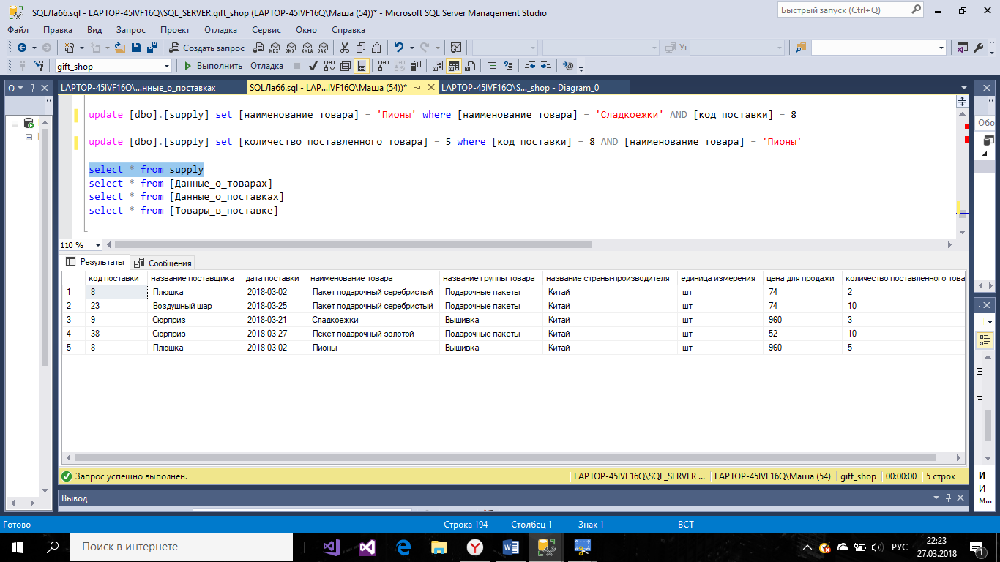 SQLЛа66.sql - LAPTOP-45IVF16Q\SQL_SERVER.gift_shop (LAPTOP-45IVF16Q\Маша (54))* - Microsoft SQL Server Management Studio
Быстрый запуск (Ctrl+Q)
Файл Правка Вид Запрос Проект Отладка Сервис Окно Справка
Создать запрос MDX DMX XMLA DAX
gift_shop Выполнить Отладка
О LAPTOP-45IVF16Q\...нные_о_поставках SQLЛа66.sql - LAP...IVF16Q\Маша (54))* LAPTOP-45IVF16Q\S..._shop - Diagram_0
update [dbo].[supply] set [наименование товара] = 'Пионы' where [наименование товара] = 'Сладкоежки' AND [код поставки] = 8
Обо
update [dbo].[supply] set [количество поставленного товара] = 5 where [код поставки] = 8 AND [наименование товара] = 'Пионы'
select * from supply
select * from [Данные_о_товарах]
select * from [Данные_о_поставках]
select * from [Товары_в_поставке]
110 %
Результаты Сообщения
код поставки название поставщика дата поставки наименование товара название группы товара название страны-производителя единица измерения цена для продажи количество поставленного това
1 8 Плюшка 2018-03-02 Пакет подарочный серебристый Подарочные пакеты Китай шт 74 2
2 23 Воздушный шар 2018-03-25 Пакет подарочный серебристый Подарочные пакеты Китай шт 74 10
3 9 Сюрприз 2018-03-21 Сладкоежки Вышивка Китай шт 960 3
4 38 Сюрприз 2018-03-27 Пекет подарочный золотой Подарочные пакеты Китай шт 52 10
5 8 Плюшка 2018-03-02 Пионы Вышивка Китай шт 960 5
Запрос успешно выполнен. LAPTOP-45IVF16Q\SQL_SERVER ... LAPTOP-45IVF16Q\Маша (54) gift_shop 00:00:00 5 строк
И
И
м...
Вывод
Готово Строка 194 Столбец 1 Знак 1 ВСТ
Поиск в интернете
РУС 22:23
27.03.2018 1